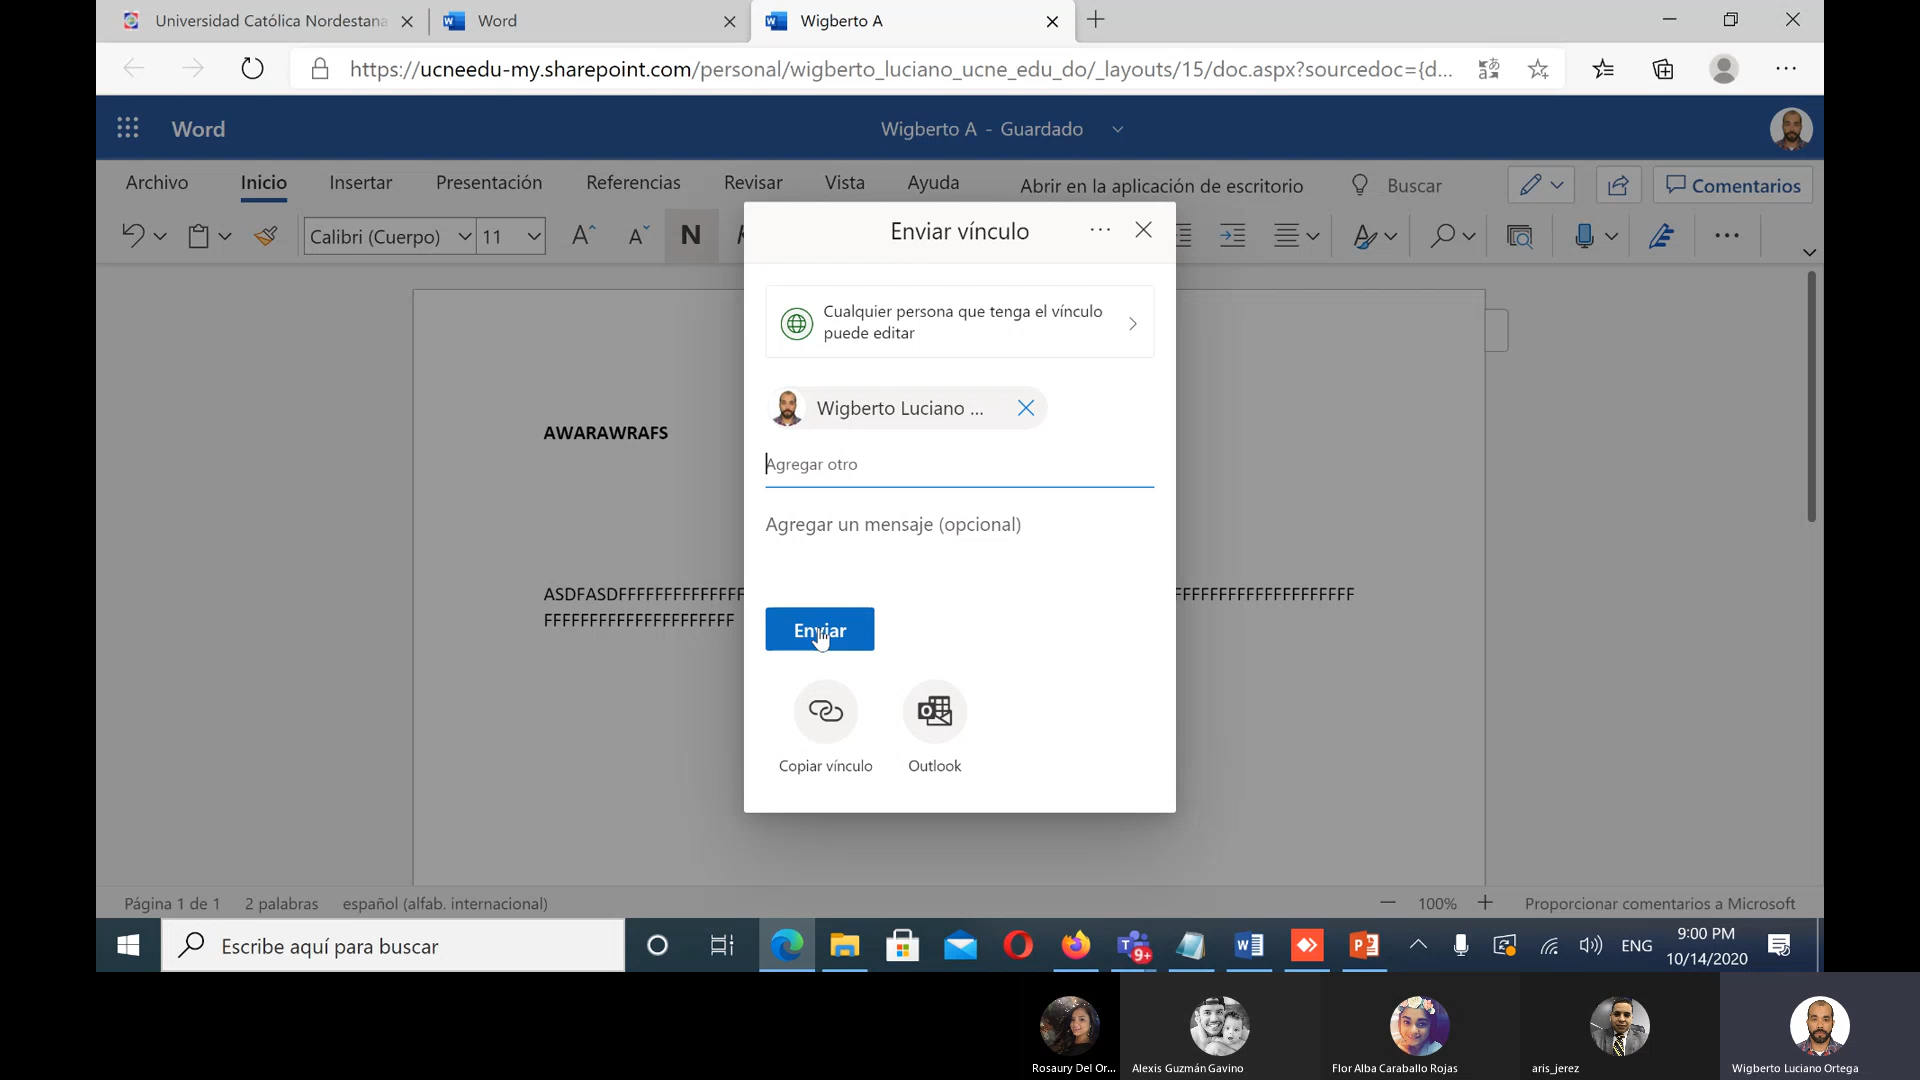 Universidad Católica Nordestana
Word
Wigberto A
https://ucneedu-my.sharepoint.com/personal/wigberto_luciano_ucne_edu_do/_layouts/15/doc.aspx?sourcedoc={d...
Word
Wigberto A - Guardado
Archivo
Inicio
Insertar
Presentación
Referencias
Revisar
Vista
Ayuda
Abrir en la aplicación de escritorio
Buscar
Comentarios
Calibri (Cuerpo)
11
N
Enviar vínculo
Cualquier persona que tenga el vínculo
puede editar
Wigberto Luciano ...
Agregar otro
Agregar un mensaje (opcional)
Enviar
Copiar vínculo
Outlook
AWARAWRAFS
Página 1 de 1
2 palabras
español (alfab. internacional)
100%
Proporcionar comentarios a Microsoft
Escribe aquí para buscar
9+
ENG
9:00 PM
10/14/2020
Rosaury Del Or...
Alexis Guzmán Gavino
Flor Alba Caraballo Rojas
aris_jerez
Wigberto Luciano Ortega